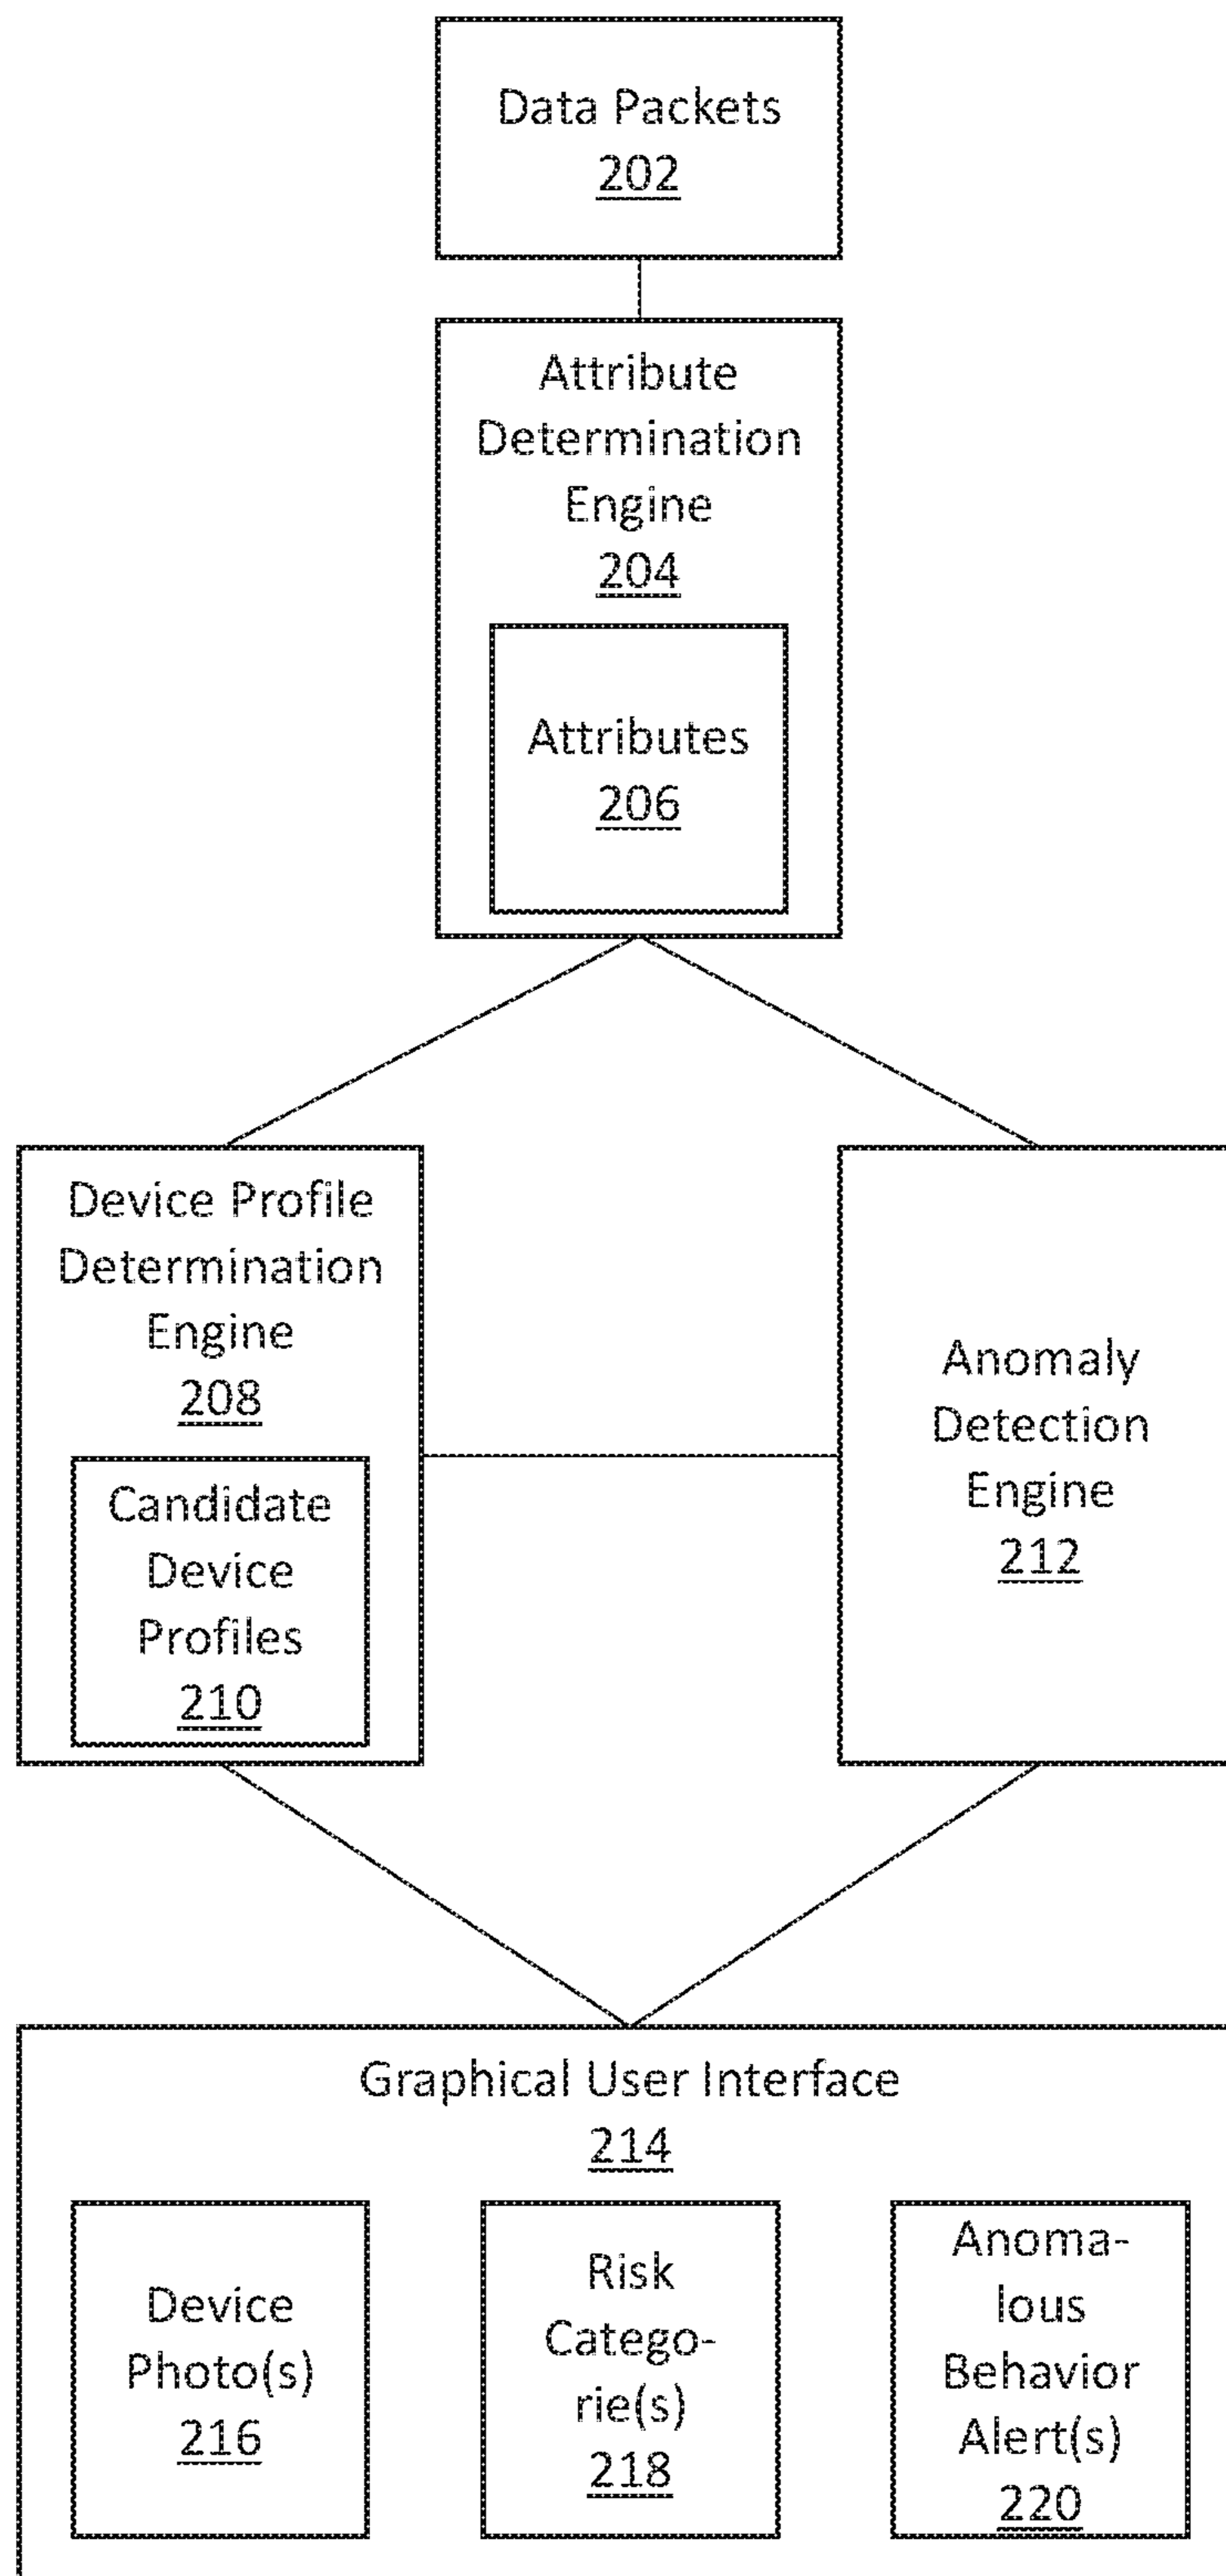 Data Packets
202
Attribute
Determination
Engine
204
Attributes
206
Device Profile
Determination
Engine
208
Candidate
Device
Profiles
210
Anomaly
Detection
Engine
212
Graphical User Interface
214
Device
Photo(s)
216
Risk
Catego-
rie(s)
218
Anoma-
lous
Behavior
Alert(s)
220